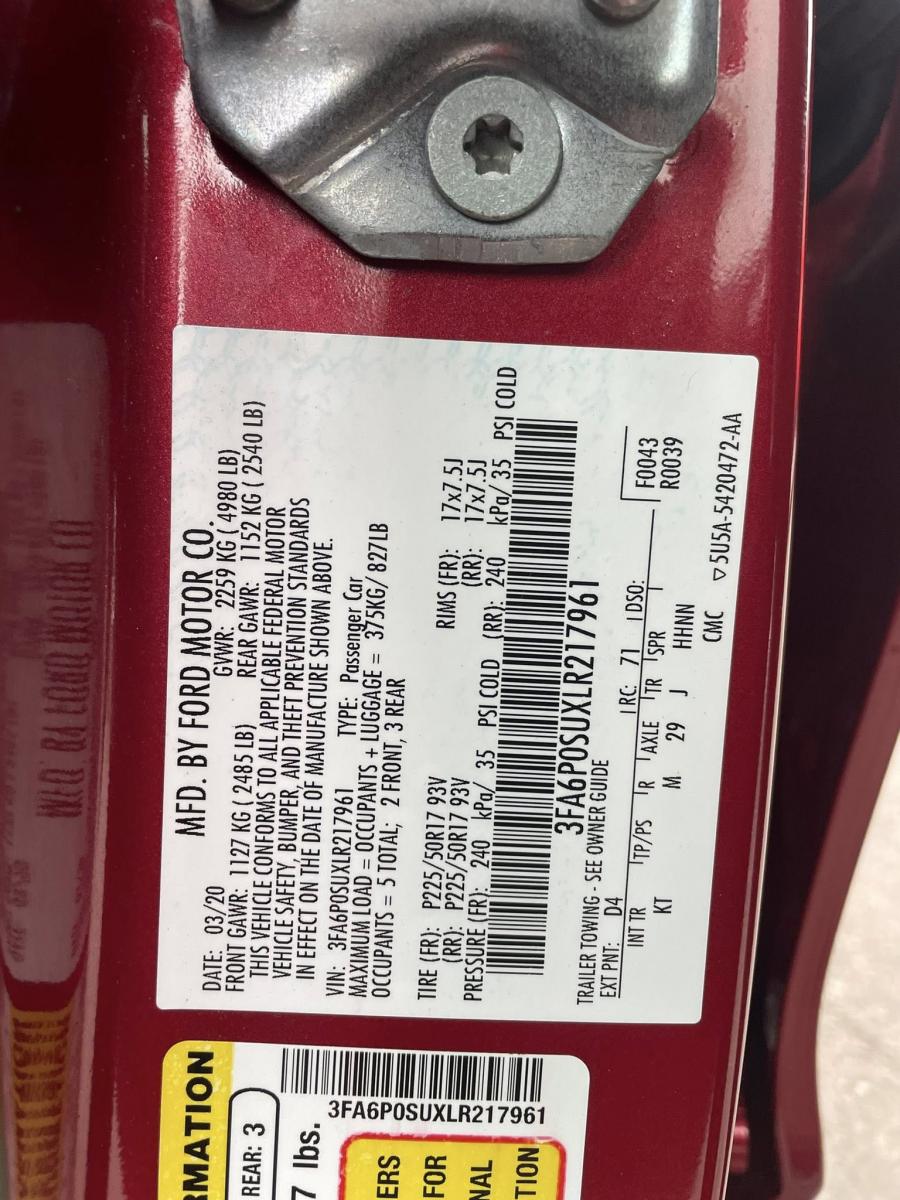 MFD. BY FORD MOTOR CO.
DATE: 03/20 GVWR: 2259 KG ( 4980 LB)
FRONT GAWR: 1127 KG ( 2485 LB) REAR GAWR: 1152 KG ( 2540 LB)
THIS VEHICLE CONFORMS TO ALL APPLICABLE FEDERAL MOTOR
VEHICLE SAFETY, BUMPER, AND THEFT PREVENTION STANDARDS
IN EFFECT ON THE DATE OF MANUFACTURE SHOWN ABOVE.
VIN: 3FA6P0SUXLR217961 TYPE: Passenger Car
MAXIMUM LOAD = OCCUPANTS + LUGGAGE = 375KG/ 827LB
OCCUPANTS = 5 TOTAL; 2 FRONT, 3 REAR
TIRE (FR): P225/50R17 93V RIMS (FR): 17x7.5J
(RR): P225/50R17 93V (RR): 17x7.5J
PRESSURE (FR): 240 kPa/ 35 PSI COLD (RR): 240 kPa/ 35 PSI COLD
3FA6P0SUXLR217961
TRAILER TOWING - SEE OWNER GUIDE
EXT PNT: D4 RC: 71 DSO: F0043
R0039
INT TR TP/PS R AXLE TR SPR
KT M 29 J HHNN
CMC ▽5U5A-5420472-AA
RMATION
REAR: 3
7 lbs.
3FA6P0SUXLR217961
ERS
FOR
NAL
TION